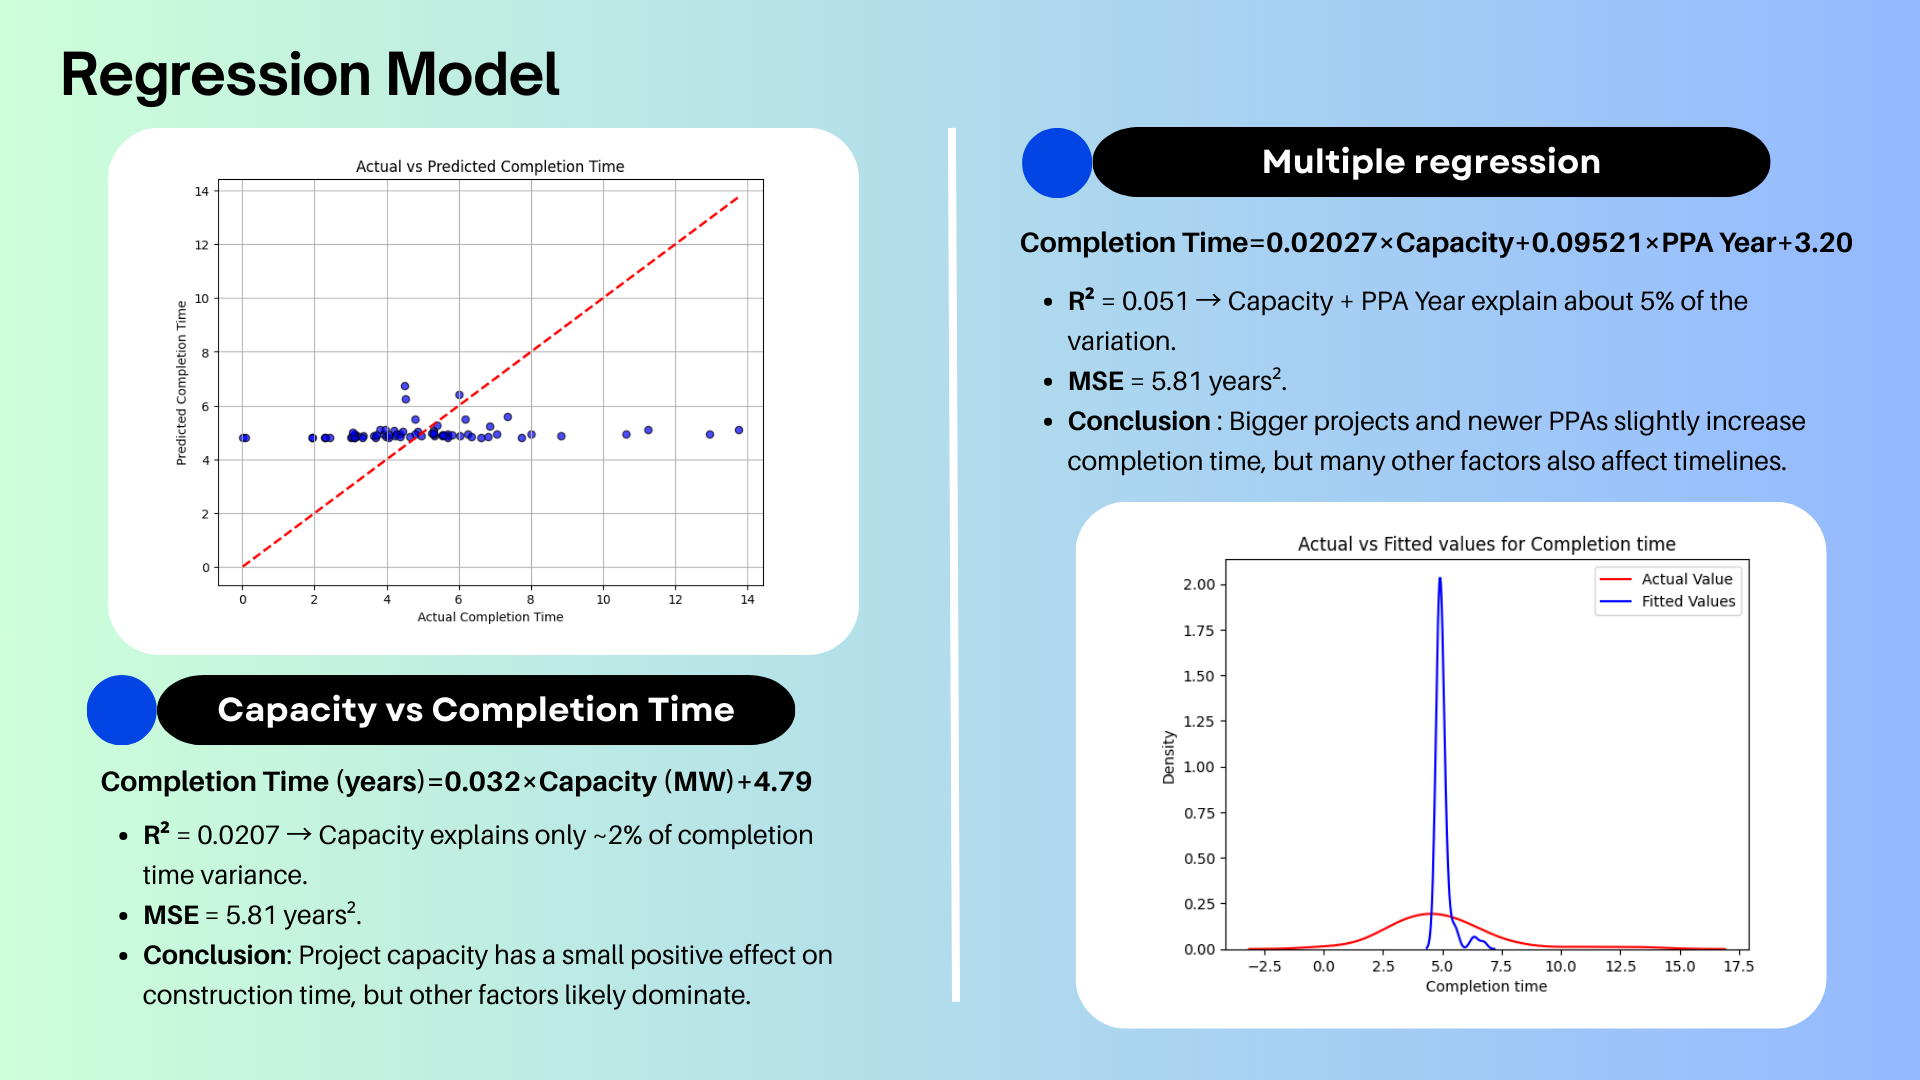 Regression Model
Actual vs Predicted Completion Time
14
12
10
8
6
4
2
0
Predicted Completion Time
0 2 4 6 8 10 12 14
Actual Completion Time
Capacity vs Completion Time
Completion Time (years)=0.032×Capacity (MW)+4.79
• R² = 0.0207 → Capacity explains only ~2% of completion
time variance.
• MSE = 5.81 years².
• Conclusion: Project capacity has a small positive effect on
construction time, but other factors likely dominate.
Multiple regression
Completion Time=0.02027×Capacity+0.09521×PPA Year+3.20
• R² = 0.051 → Capacity + PPA Year explain about 5% of the
variation.
• MSE = 5.81 years².
• Conclusion : Bigger projects and newer PPAs slightly increase
completion time, but many other factors also affect timelines.
Actual vs Fitted values for Completion time
Actual Value
Fitted Values
2.00
1.75
1.50
1.25
1.00
0.75
0.50
0.25
0.00
Density
−2.5 0.0 2.5 5.0 7.5 10.0 12.5 15.0 17.5
Completion time